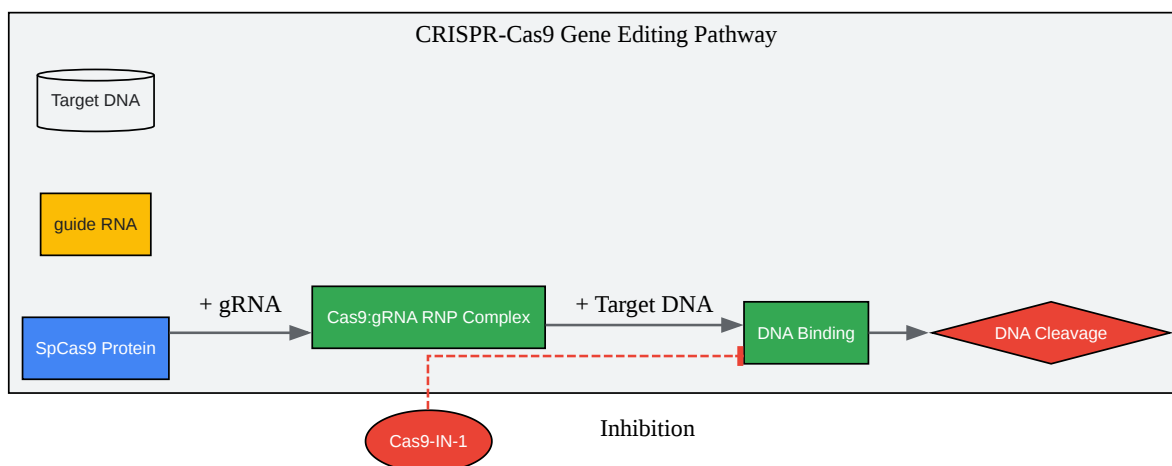 CRISPR-Cas9 Gene Editing Pathway
Target DNA
guide RNA
SpCas9 Protein
+ gRNA
Cas9:gRNA RNP Complex
+ Target DNA
DNA Binding
DNA Cleavage
Cas9-IN-1
Inhibition